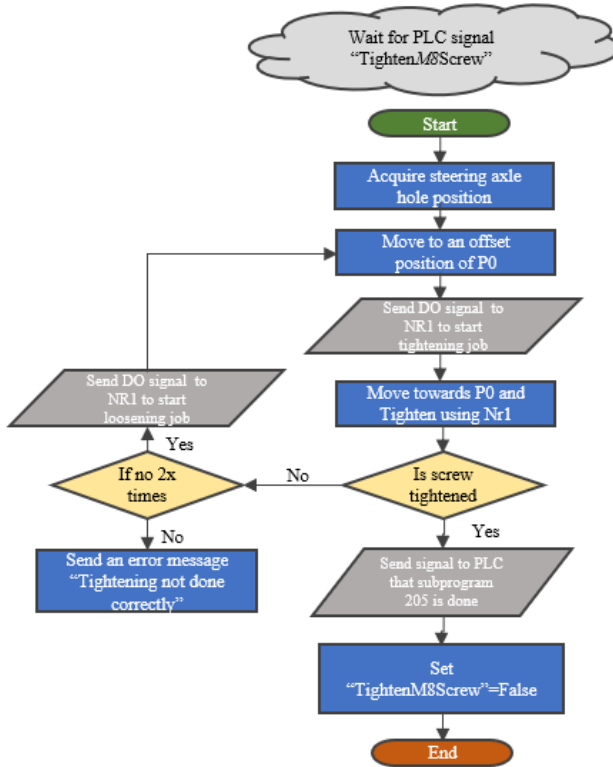 Wait for PLC signal
“TightenM8Screw”
Start
Acquire steering axle
hole position
Move to an offset
position of P0
Send DO signal to
NR1 to start
tightening job
Move towards P0 and
Tighten using Nr1
Is screw
tightened
No
If no 2x
times
Yes
Send DO signal to
NR1 to start
loosening job
No
Send an error message
“Tightening not done
correctly”
Yes
Send signal to PLC
that subprogram
205 is done
Set
“TightenM8Screw”=False
End